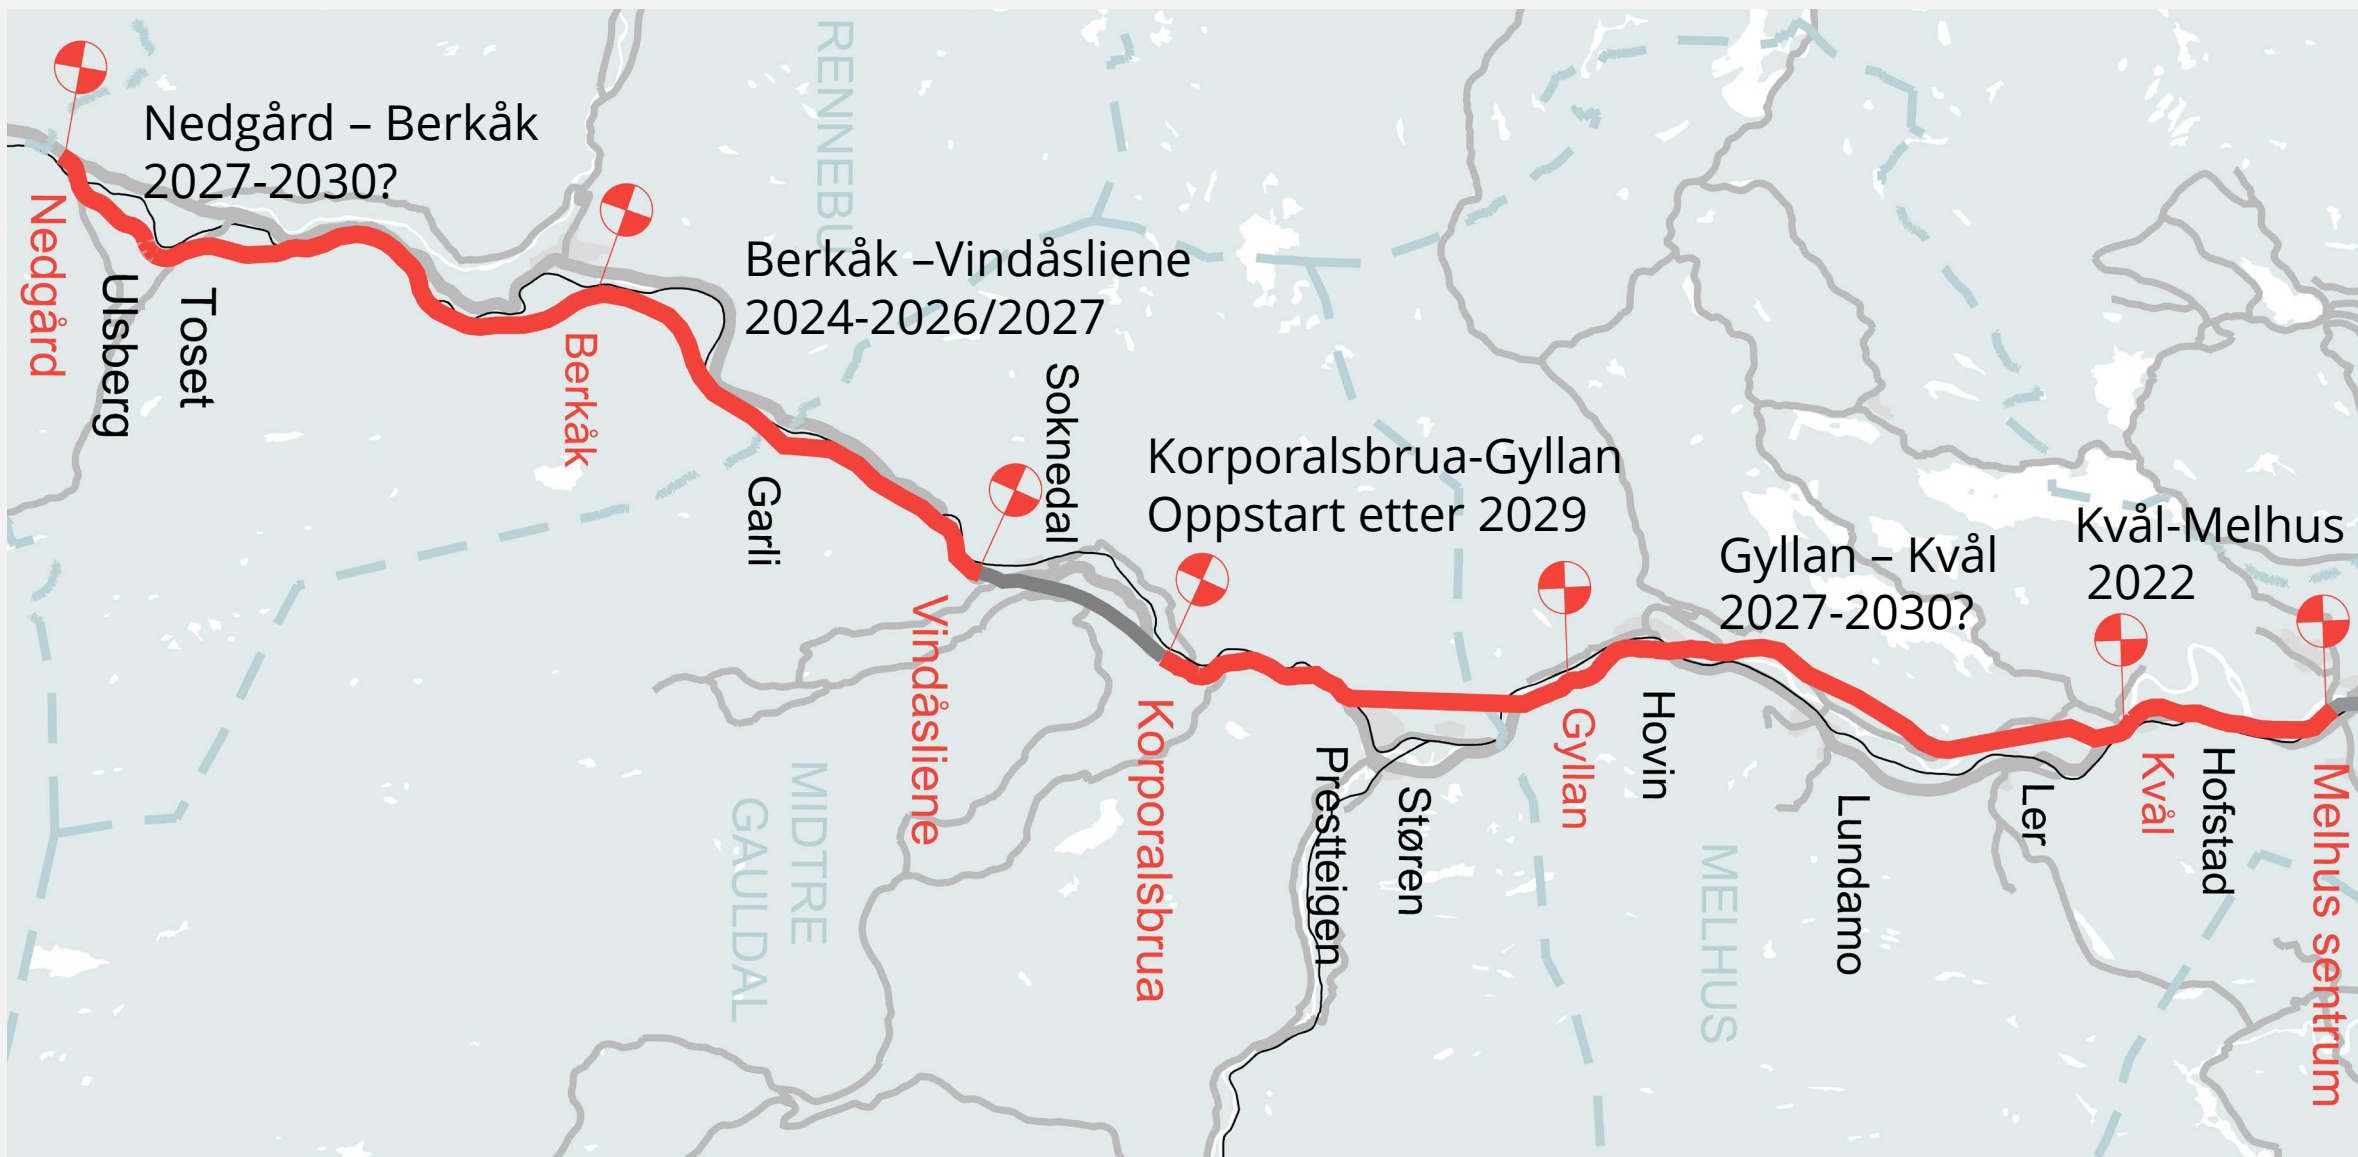 Nedgård – Berkåk
2027-2030?
Berkåk –Vindåsliene
2024-2026/2027
Korporalsbrua-Gyllan
Oppstart etter 2029
Gyllan – Kvål
2027-2030?
Kvål-Melhus
2022
Nedgård
Ulsberg
Toset
Berkåk
Garli
RENNEBU
Vindåsliene
Soknedal
Korporalsbrua
MIDTRE
GAULDAL
Prestteigen
Støren
Gyllan
Hovin
MELHUS
Lundamo
Ler
Kvål
Hofstad
Melhus sentrum